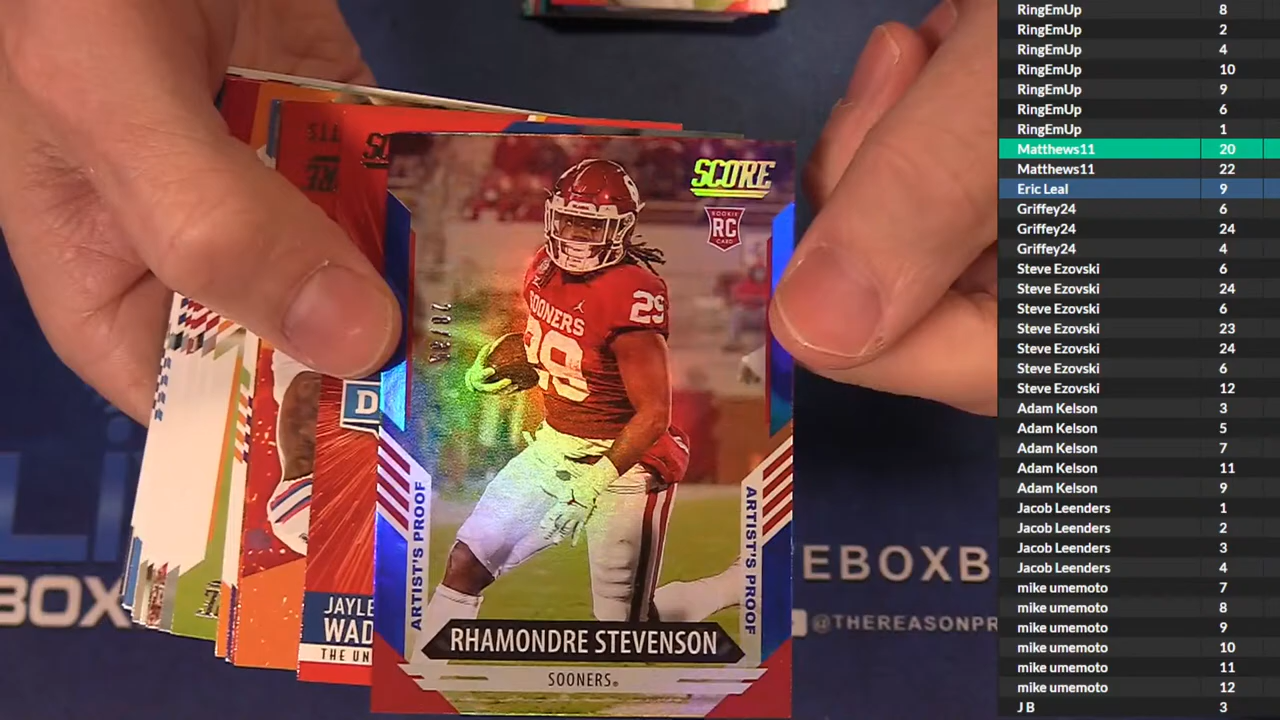 SCORE
ROOKIE
RC
CARD
SOONERS
29
29
ARTIST'S PROOF
ARTIST'S PROOF
RHAMONDRE STEVENSON
SOONERS®
D
JAYLE
WAD
THE UN
BOX
EBOXB
@THEREASONPR
RingEmUp 8
RingEmUp 2
RingEmUp 4
RingEmUp 10
RingEmUp 9
RingEmUp 6
RingEmUp 1
Matthews11 20
Matthews11 22
Eric Leal 9
Griffey24 6
Griffey24 24
Griffey24 4
Steve Ezovski 6
Steve Ezovski 24
Steve Ezovski 6
Steve Ezovski 23
Steve Ezovski 24
Steve Ezovski 6
Steve Ezovski 12
Adam Kelson 3
Adam Kelson 5
Adam Kelson 7
Adam Kelson 11
Adam Kelson 9
Jacob Leenders 1
Jacob Leenders 2
Jacob Leenders 3
Jacob Leenders 4
mike umemoto 7
mike umemoto 8
mike umemoto 9
mike umemoto 10
mike umemoto 11
mike umemoto 12
J B 3